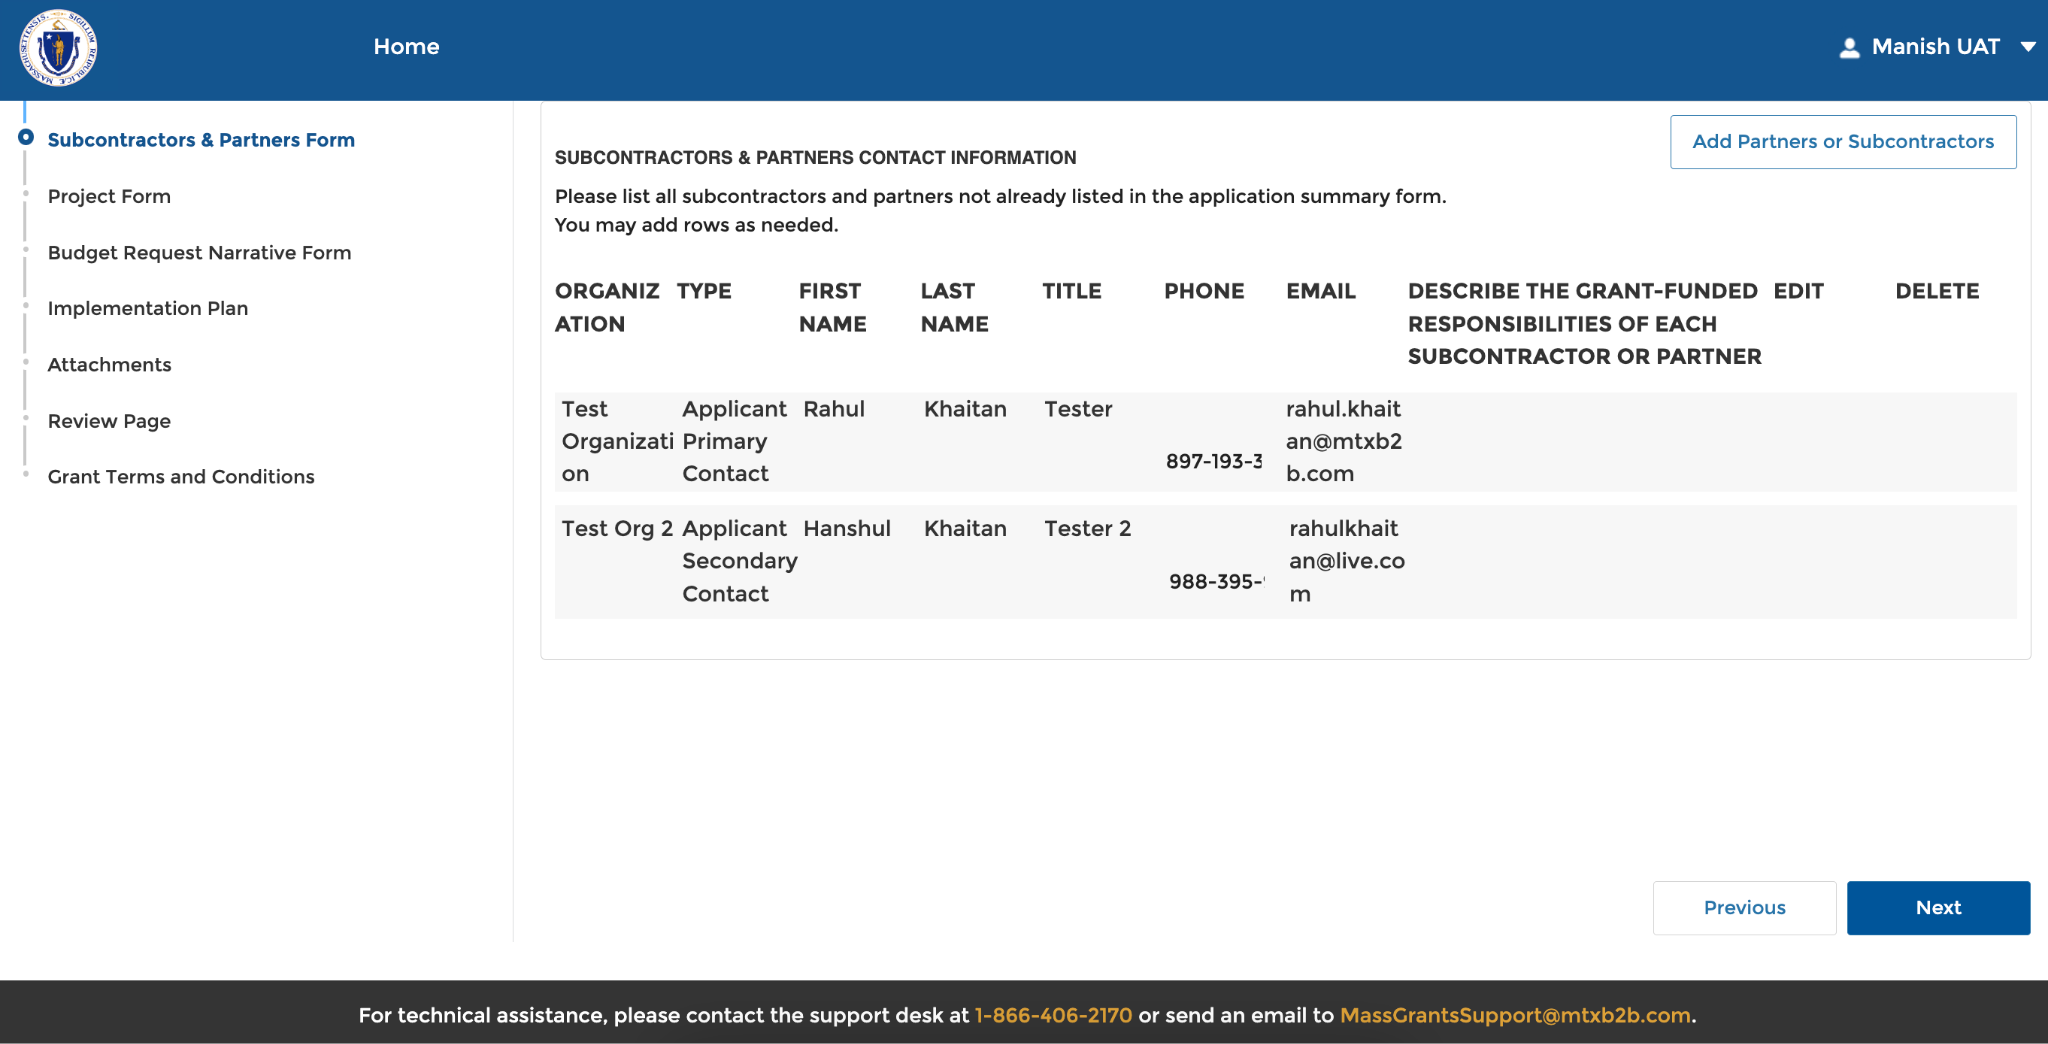 Home
Manish UAT
Subcontractors & Partners Form
Project Form
Budget Request Narrative Form
Implementation Plan
Attachments
Review Page
Grant Terms and Conditions
Add Partners or Subcontractors
SUBCONTRACTORS & PARTNERS CONTACT INFORMATION
Please list all subcontractors and partners not already listed in the application summary form.
You may add rows as needed.
ORGANIZ TYPE FIRST LAST TITLE PHONE EMAIL DESCRIBE THE GRANT-FUNDED EDIT DELETE
ATION NAME NAME RESPONSIBILITIES OF EACH
SUBCONTRACTOR OR PARTNER
Test Applicant Rahul Khaitan Tester rahul.khait
Organizati Primary an@mtxb2
897-193-3
on Contact b.com
Test Org 2 Applicant Hanshul Khaitan Tester 2 rahulkhait
Secondary an@live.co
988-395-
Contact m
Previous
Next
For technical assistance, please contact the support desk at 1-866-406-2170 or send an email to MassGrantsSupport@mtxb2b.com.